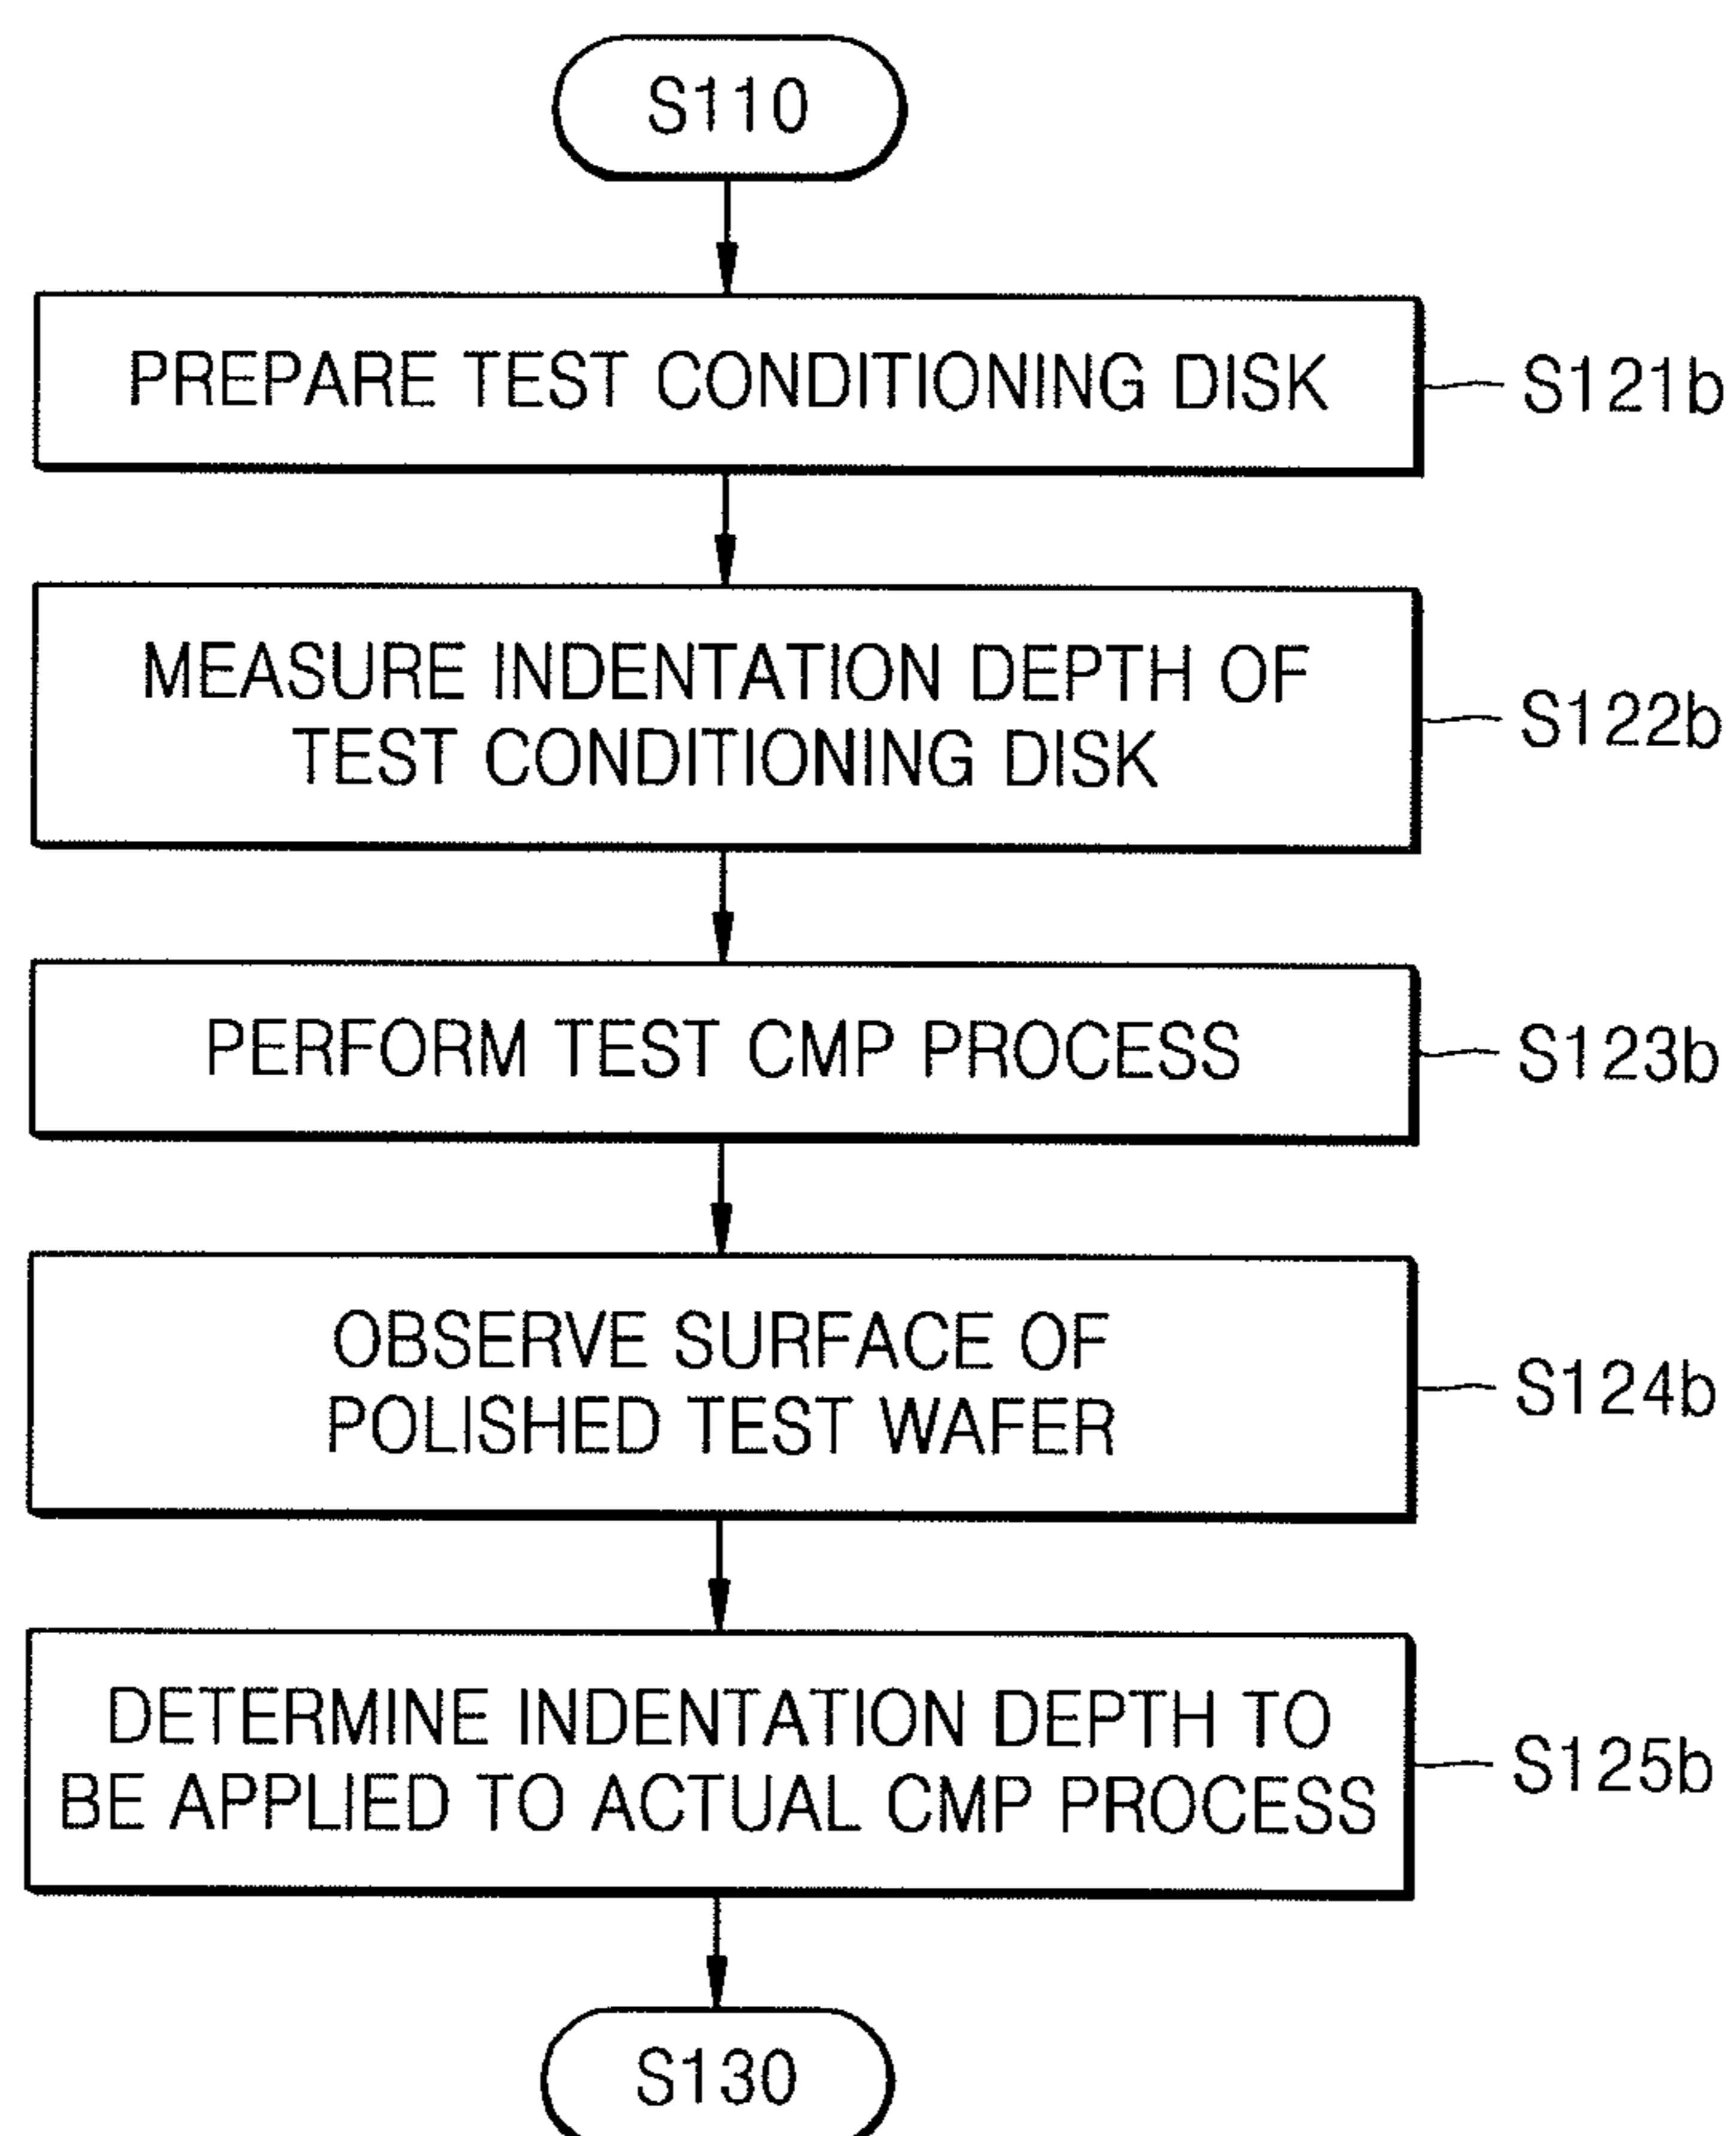 S110
PREPARE TEST CONDITIONING DISK
S121b
MEASURE INDENTATION DEPTH OF
TEST CONDITIONING DISK
S122b
PERFORM TEST CMP PROCESS
S123b
OBSERVE SURFACE OF
POLISHED TEST WAFER
S124b
DETERMINE INDENTATION DEPTH TO
BE APPLIED TO ACTUAL CMP PROCESS
S125b
S130